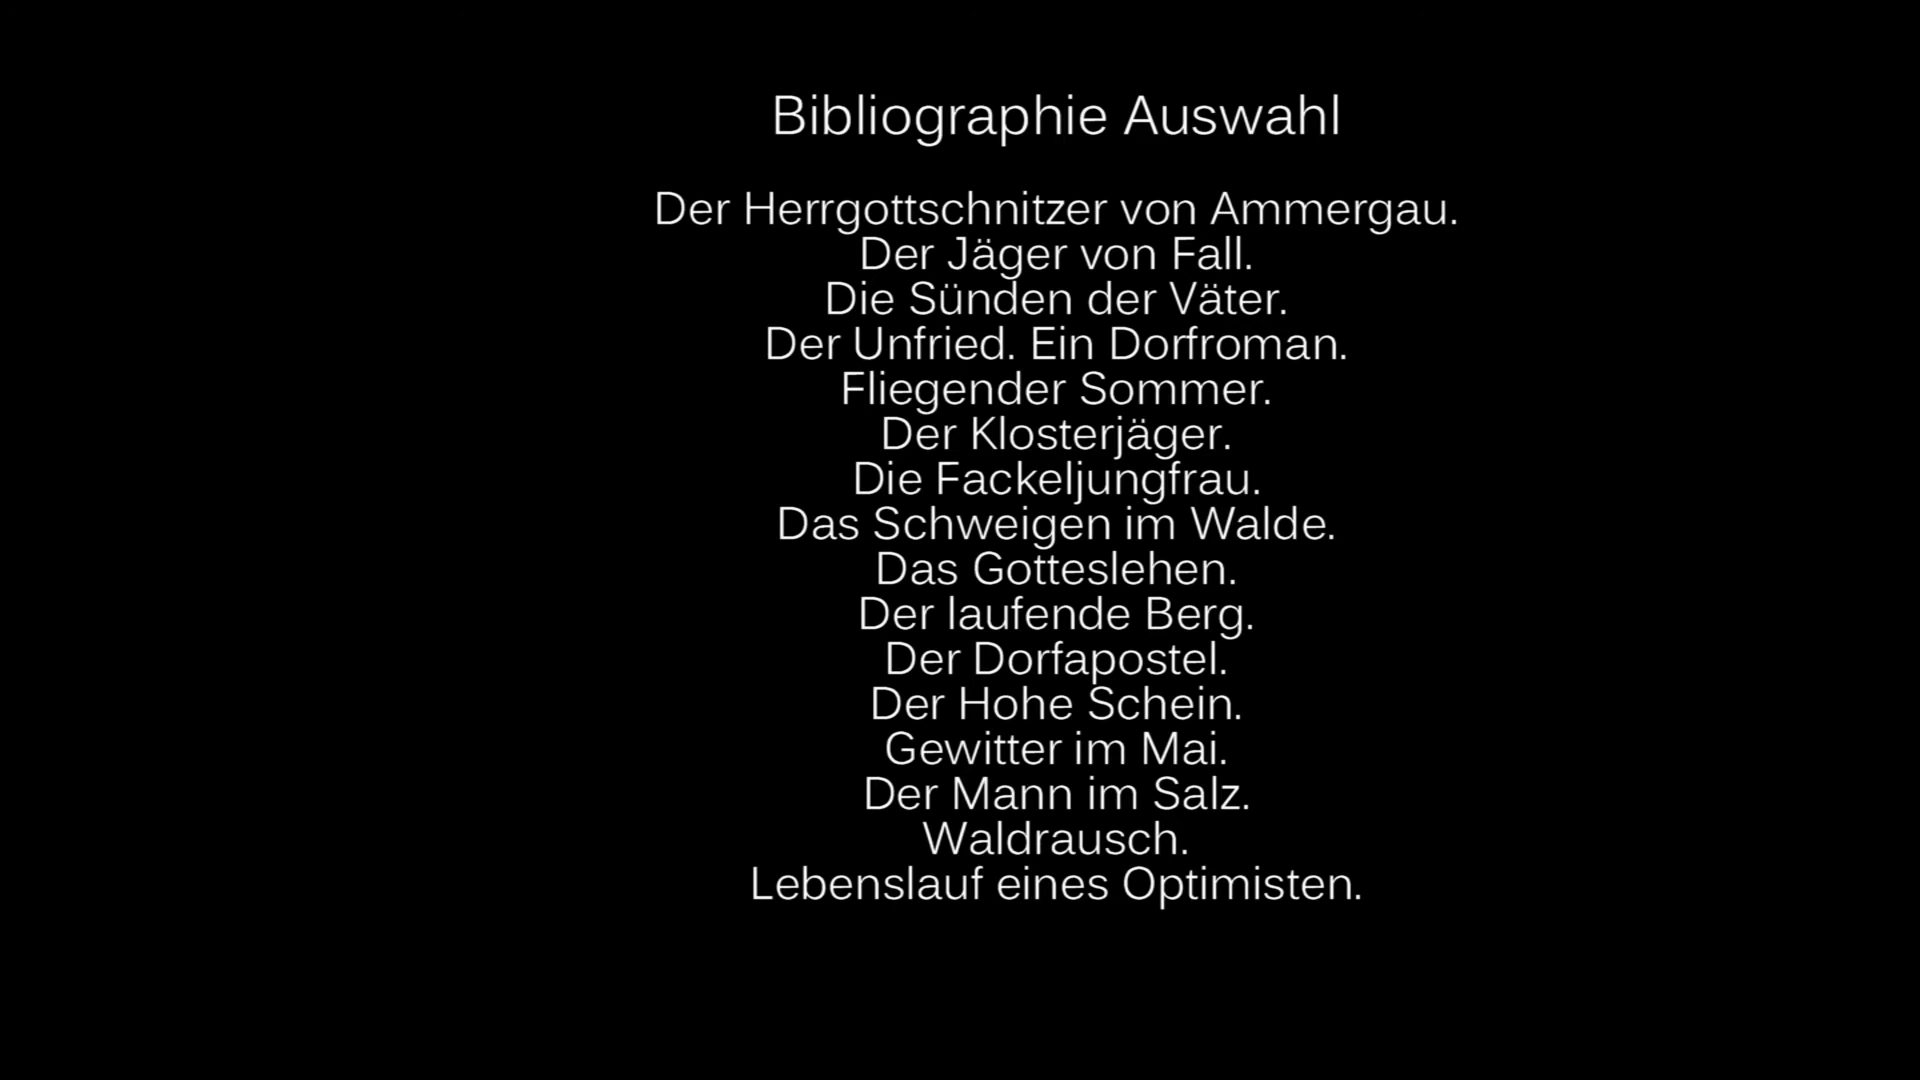 Bibliographie Auswahl
Der Herrgottschnitzer von Ammergau.
Der Jäger von Fall.
Die Sünden der Väter.
Der Unfried. Ein Dorfroman.
Fliegender Sommer.
Der Klosterjäger.
Die Fackeljungfrau.
Das Schweigen im Walde.
Das Gotteslehen.
Der laufende Berg.
Der Dorfapostel.
Der Hohe Schein.
Gewitter im Mai.
Der Mann im Salz.
Waldrausch.
Lebenslauf eines Optimisten.